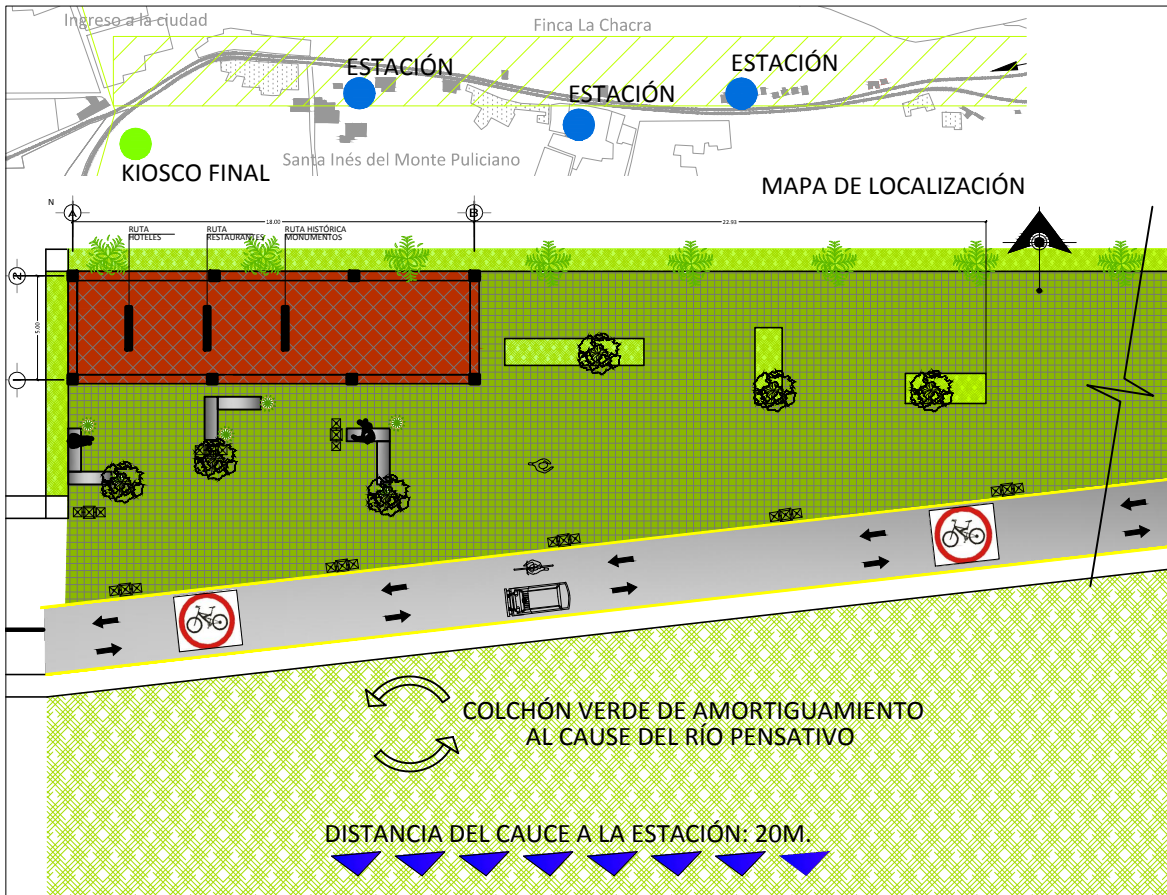 Ingreso a la ciudad
Finca La Chacra
ESTACIÓN
ESTACIÓN
ESTACIÓN
KIOSCO FINAL
Santa Inés del Monte Puliciano
MAPA DE LOCALIZACIÓN
N
A
B
18.00
22.93
RUTA
HOTELES
RUTA
RESTAURANTES
RUTA HISTÓRICA
MONUMENTOS
2
5.00
COLCHÓN VERDE DE AMORTIGUAMIENTO
AL CAUSE DEL RÍO PENSATIVO
DISTANCIA DEL CAUCE A LA ESTACIÓN: 20M.